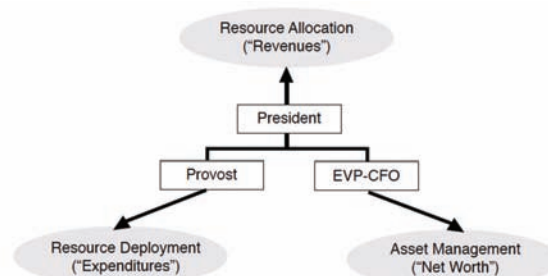 Resource Allocation
("Revenues")
President
Provost
EVP-CFO
Resource Deployment
("Expenditures")
Asset Management
("Net Worth")